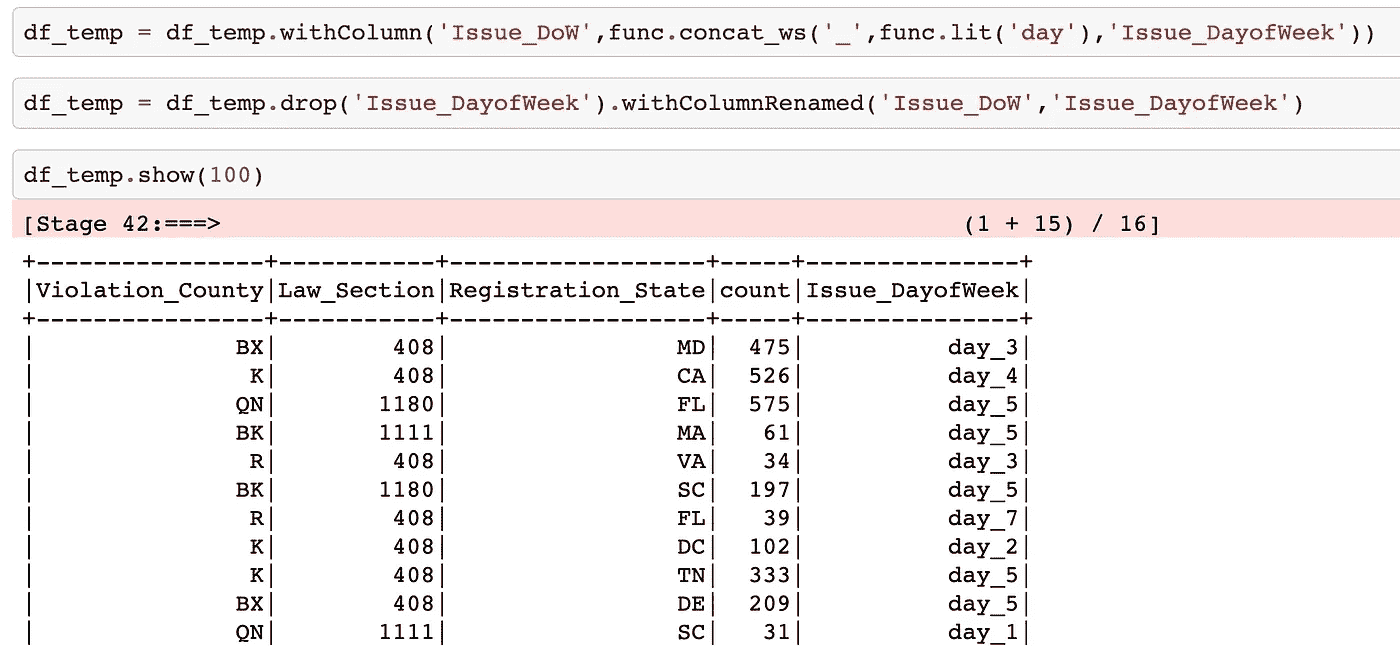 df_temp = df_temp.withColumn('Issue_DoW',func.concat_ws('_',func.lit('day'),'Issue_DayofWeek'))
df_temp = df_temp.drop('Issue_DayofWeek').withColumnRenamed('Issue_DoW','Issue_DayofWeek')
df_temp.show(100)
[Stage 42:===>                                                    (1 + 15) / 16]
+----------------+-----------+------------------+-----+---------------+
|Violation_County|Law_Section|Registration_State|count|Issue_DayofWeek|
+----------------+-----------+------------------+-----+---------------+
|              BX|        408|                MD|  475|          day_3|
|               K|        408|                CA|  526|          day_4|
|              QN|       1180|                FL|  575|          day_5|
|              BK|       1111|                MA|   61|          day_5|
|               R|        408|                VA|   34|          day_3|
|              BK|       1180|                SC|  197|          day_5|
|               R|        408|                FL|   39|          day_7|
|               K|        408|                DC|  102|          day_2|
|               K|        408|                TN|  333|          day_5|
|              BX|        408|                DE|  209|          day_5|
|              QN|       1111|                SC|   31|          day_1|